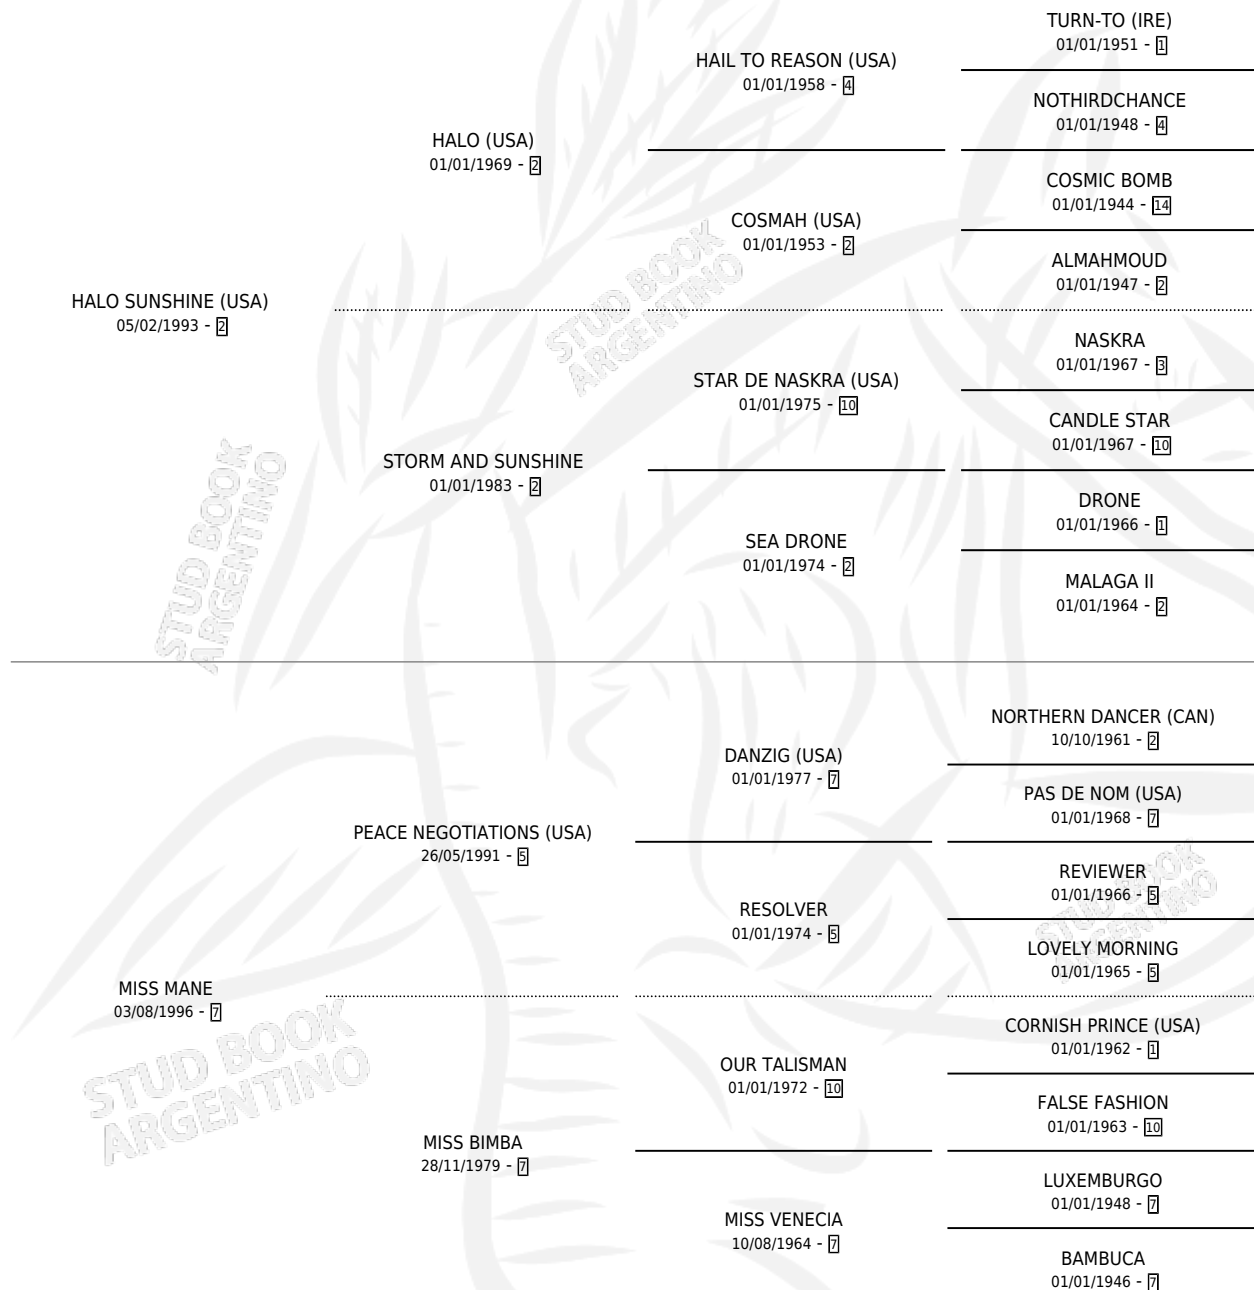 TURN-TO (IRE)
01/01/1951 - 1
HAIL TO REASON (USA)
01/01/1958 - 4
NOTHIRDCHANCE
01/01/1948 - 4
HALO (USA)
01/01/1969 - 2
COSMIC BOMB
01/01/1944 - 14
COSMAH (USA)
01/01/1953 - 2
ALMAHMOUD
01/01/1947 - 2
HALO SUNSHINE (USA)
05/02/1993 - 2
NASKRA
01/01/1967 - 3
STAR DE NASKRA (USA)
01/01/1975 - 10
CANDLE STAR
01/01/1967 - 10
STORM AND SUNSHINE
01/01/1983 - 2
DRONE
01/01/1966 - 1
SEA DRONE
01/01/1974 - 2
MALAGA II
01/01/1964 - 2
STUD BOOK
ARGENTINO
STUD BOOK
ARGENTINO
NORTHERN DANCER (CAN)
10/10/1961 - 2
DANZIG (USA)
01/01/1977 - 7
PAS DE NOM (USA)
01/01/1968 - 7
PEACE NEGOTIATIONS (USA)
26/05/1991 - 5
REVIEWER
01/01/1966 - 5
RESOLVER
01/01/1974 - 5
LOVELY MORNING
01/01/1965 - 5
MISS MANE
03/08/1996 - 7
CORNISH PRINCE (USA)
01/01/1962 - 1
OUR TALISMAN
01/01/1972 - 10
FALSE FASHION
01/01/1963 - 10
MISS BIMBA
28/11/1979 - 7
LUXEMBURGO
01/01/1948 - 7
MISS VENECIA
10/08/1964 - 7
BAMBUCA
01/01/1946 - 7
STUD BOOK
ARGENTINO
STUD BOOK
ARGENTINO